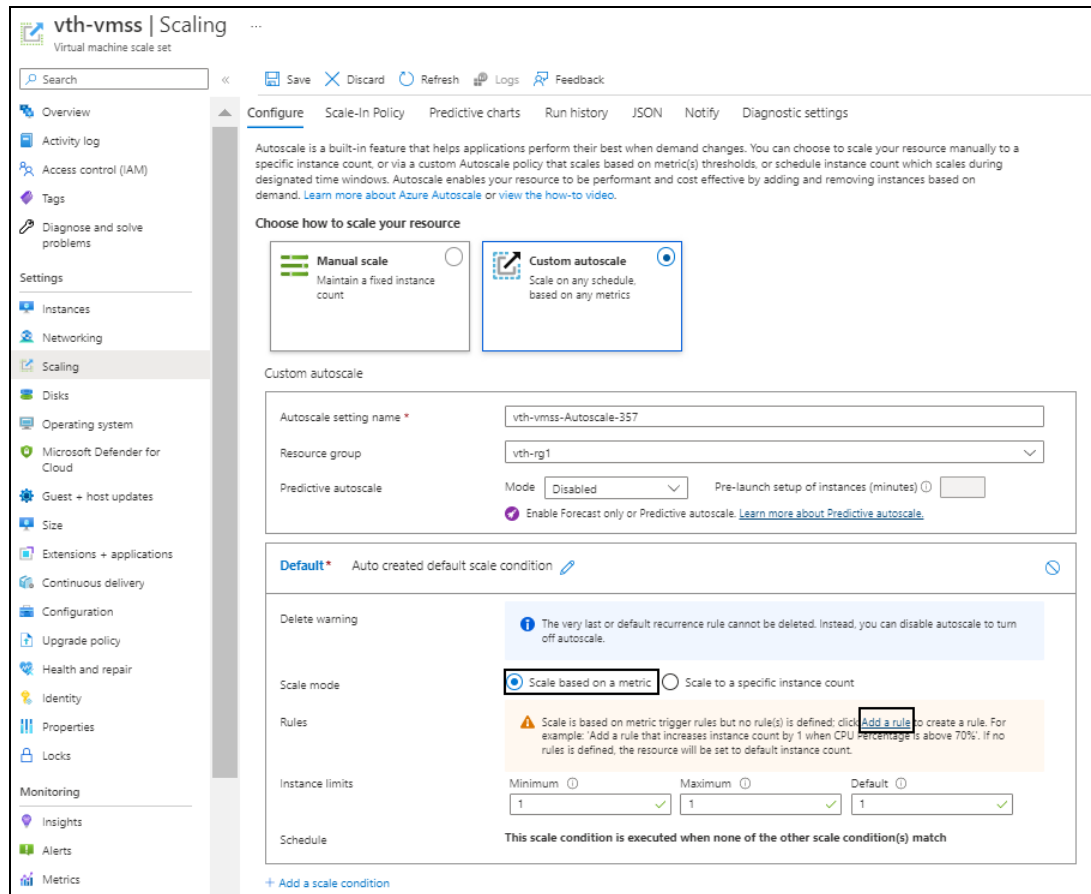 vth-vmss | Scaling ...
Virtual machine scale set
Search
«
Save
Discard
Refresh
Logs
Feedback
Overview
Activity log
Access control (IAM)
Tags
Diagnose and solve
problems
Settings
Instances
Networking
Scaling
Disks
Operating system
Microsoft Defender for
Cloud
Guest + host updates
Size
Extensions + applications
Continuous delivery
Configuration
Upgrade policy
Health and repair
Identity
Properties
Locks
Monitoring
Insights
Alerts
Metrics
Configure
Scale-In Policy
Predictive charts
Run history
JSON
Notify
Diagnostic settings
Autoscale is a built-in feature that helps applications perform their best when demand changes. You can choose to scale your resource manually to a
specific instance count, or via a custom Autoscale policy that scales based on metric(s) thresholds, or schedule instance count which scales during
designated time windows. Autoscale enables your resource to be performant and cost effective by adding and removing instances based on
demand. Learn more about Azure Autoscale or view the how-to video.
Choose how to scale your resource
Manual scale
Maintain a fixed instance
count
Custom autoscale
Scale on any schedule,
based on any metrics
Custom autoscale
Autoscale setting name *
vth-vmss-Autoscale-357
Resource group
vth-rg1
Predictive autoscale
Mode
Disabled
Pre-launch setup of instances (minutes)
Enable Forecast only or Predictive autoscale. Learn more about Predictive autoscale.
Default* Auto created default scale condition
Delete warning
The very last or default recurrence rule cannot be deleted. Instead, you can disable autoscale to turn
off autoscale.
Scale mode
Scale based on a metric
Scale to a specific instance count
Rules
Scale is based on metric trigger rules but no rule(s) is defined; click Add a rule to create a rule. For
example: 'Add a rule that increases instance count by 1 when CPU Percentage is above 70%'. If no
rules is defined, the resource will be set to default instance count.
Instance limits
Minimum
1
Maximum
1
Default
1
Schedule
This scale condition is executed when none of the other scale condition(s) match
+ Add a scale condition